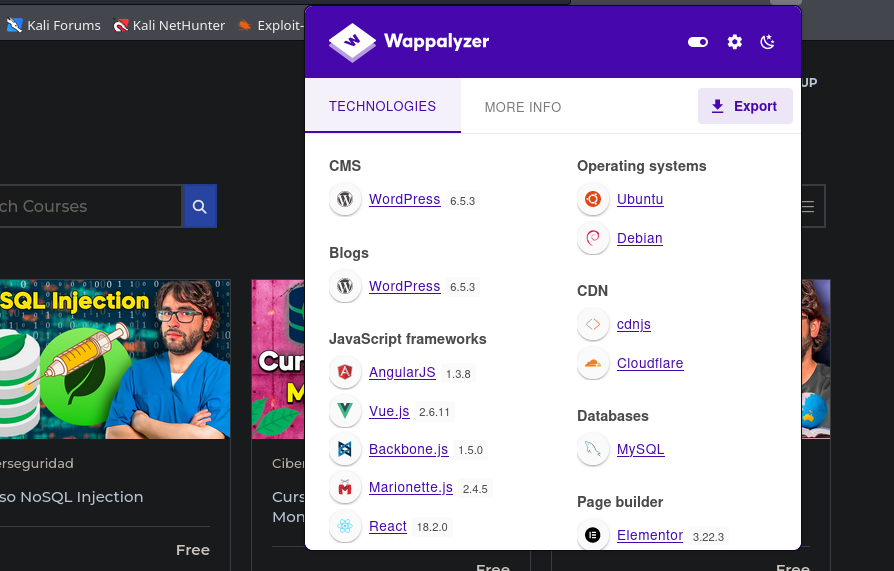 Kali Forums Kali NetHunter Exploit-
Wappalyzer
UP
TECHNOLOGIES MORE INFO Export
ch Courses
CMS
WordPress 6.5.3
Blogs
WordPress 6.5.3
JavaScript frameworks
AngularJS 1.3.8
Vue.js 2.6.11
Backbone.js 1.5.0
Marionette.js 2.4.5
React 18.2.0
Operating systems
Ubuntu
Debian
CDN
cdnjs
Cloudflare
Databases
MySQL
Page builder
Elementor 3.22.3
SQL Injection
erseguridad
so NoSQL Injection
Free
Cur
M
Ciber
Curs
Mon
Free
Free